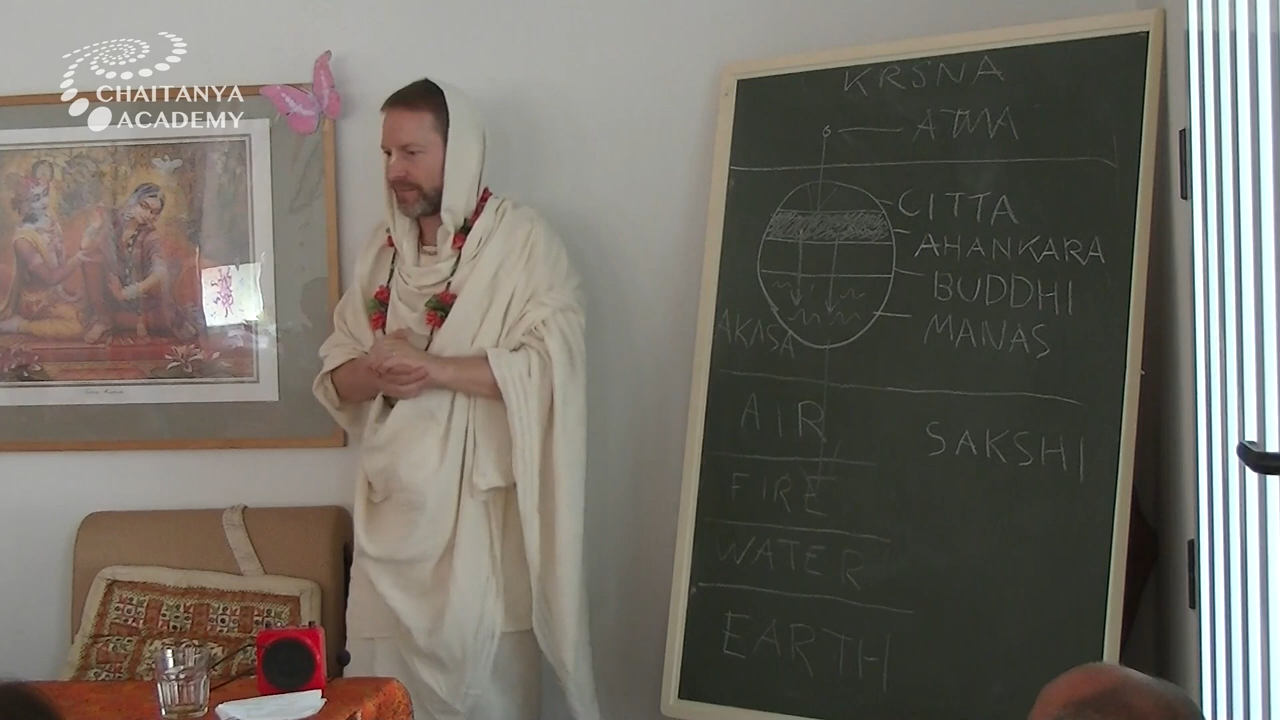 CHAITANYA
ACADEMY
KRSNA
ATMA
CITTA
AHANKARA
BUDDHI
MANAS
AKASA
AIR
SAKSHI
FIRE
WATER
EARTH